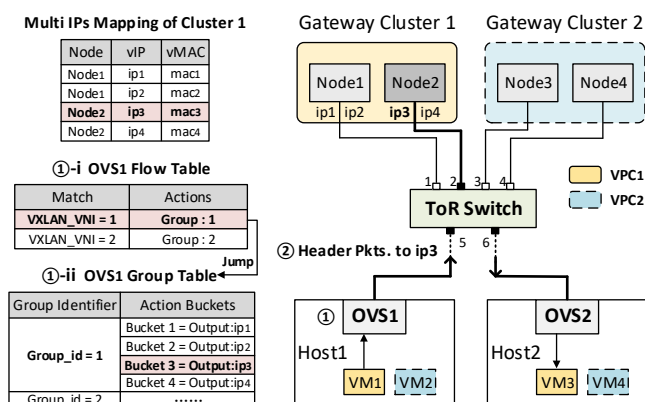 Multi IPs Mapping of Cluster 1
Node vIP vMAC
Node1 ip1 mac1
Node1 ip2 mac2
Node2 ip3 mac3
Node2 ip4 mac4
①-i OVS1 Flow Table
Match Actions
VXLAN_VNI = 1 Group : 1
VXLAN_VNI = 2 Group : 2
Jump
①-ii OVS1 Group Table
Group Identifier Action Buckets
Group_id = 1
Bucket 1 = Output:ip1
Bucket 2 = Output:ip2
Bucket 3 = Output:ip3
Bucket 4 = Output:ip4
Group_id = 2 ······
Gateway Cluster 1
Node1 Node2
ip1 ip2 ip3 ip4
Gateway Cluster 2
Node3 Node4
1 2 3 4
ToR Switch
5 6
VPC1
VPC2
② Header Pkts. to ip3
① OVS1
Host1
VM1 VM2
OVS2
Host2
VM3 VM4